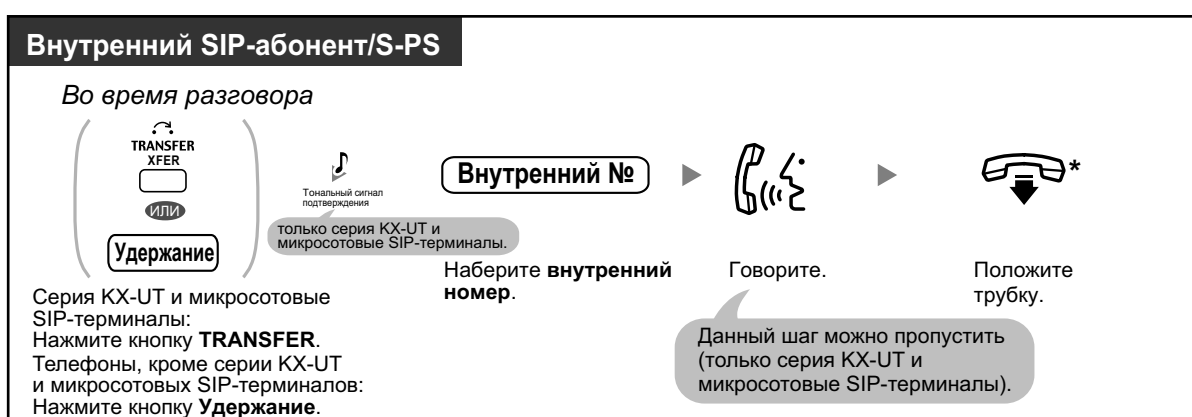 Внутренний SIP-абонент/S-PS
Во время разговора
TRANSFER
XFER
ИЛИ
Удержание
Серия KX-UT и микросотовые
SIP-терминалы:
Нажмите кнопку TRANSFER.
Телефоны, кроме серии KX-UT
и микросотовых SIP-терминалов:
Нажмите кнопку Удержание.
Тональный сигнал
подтверждения
только серия KX-UT и
микросотовые SIP-терминалы.
Внутренний №
Наберите внутренний
номер.
Говорите.
Данный шаг можно пропустить
(только серия KX-UT и
микросотовые SIP-терминалы).
*
Положите
трубку.